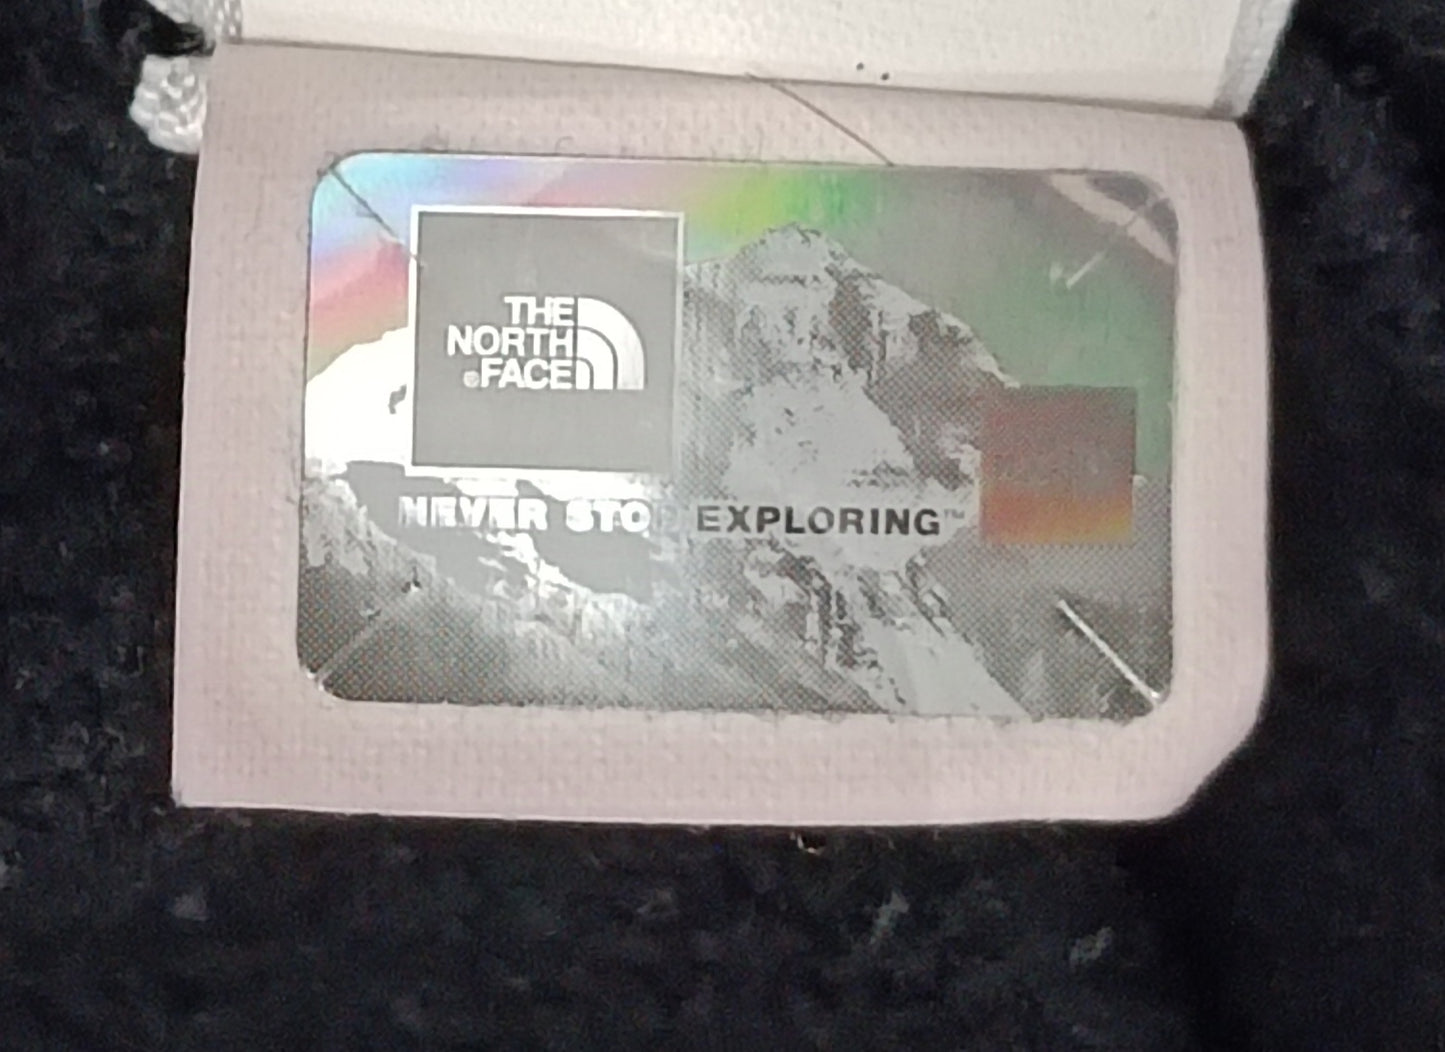 THE
NORTH
®FACE
NEVER STOP EXPLORING™